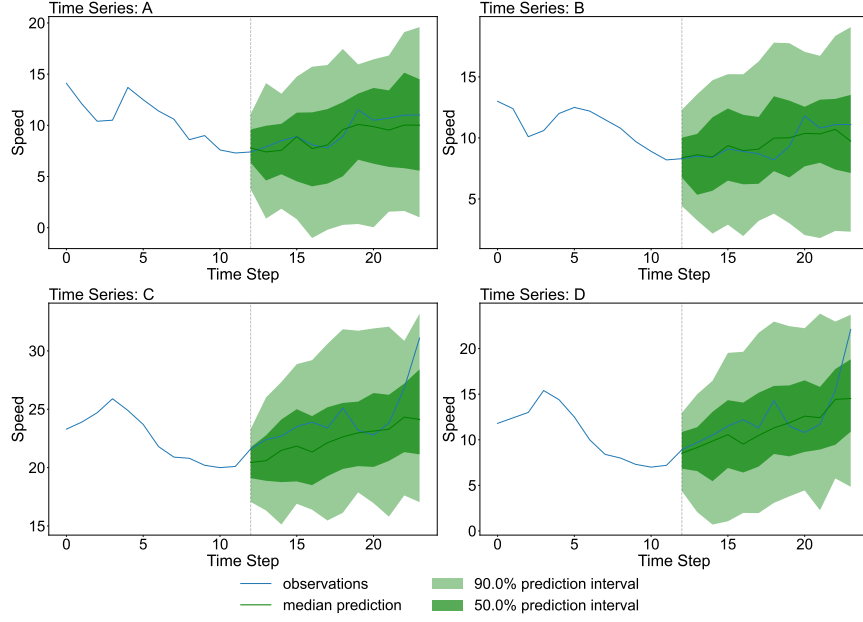 Time Series: A
Time Series: B
20
15
10
5
0
Speed
0
5
10
15
20
Time Step
15
10
5
Speed
0
5
10
15
20
Time Step
Time Series: C
Time Series: D
30
25
20
15
Speed
0
5
10
15
20
Time Step
20
15
10
5
0
Speed
0
5
10
15
20
Time Step
observations
90.0% prediction interval
median prediction
50.0% prediction interval